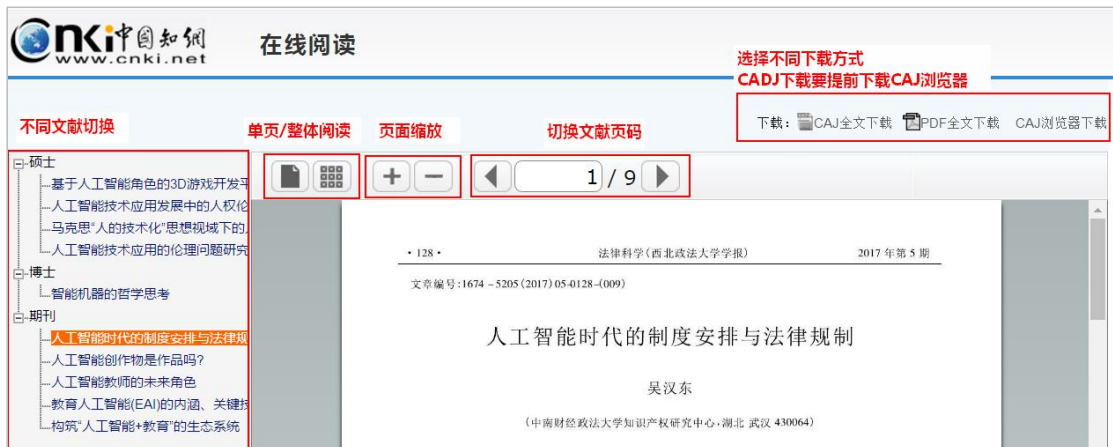 cnki中国知网
www.cnki.net
在线阅读
选择不同下载方式
CADJ下载要提前下载CAJ浏览器
下载： CAJ全文下载 PDF全文下载 CAJ浏览器下载
不同文献切换
单页/整体阅读
页面缩放
切换文献页码
硕士
基于人工智能角色的3D游戏开发平
人工智能技术应用发展中的人权伦
马克思“人的技术化”思想视域下的
人工智能技术应用的伦理问题研究
博士
智能机器的哲学思考
期刊
人工智能时代的制度安排与法律规
人工智能创作物是作品吗?
人工智能教师的未来角色
教育人工智能(EAI)的内涵、关键技
构筑“人工智能+教育”的生态系统
1 / 9
·128· 法律科学(西北政法大学学报) 2017年第5期
文章编号:1674-5205(2017)05-0128-(009)
人工智能时代的制度安排与法律规制
吴汉东
(中南财经政法大学知识产权研究中心,湖北 武汉 430064)